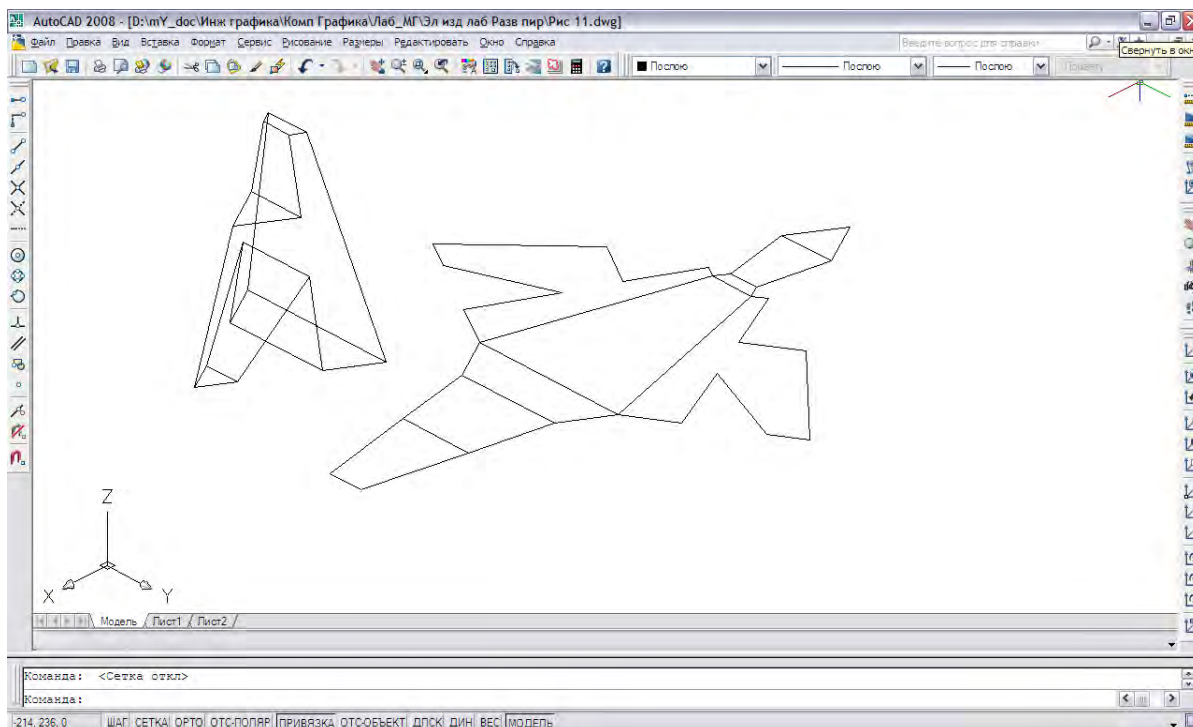 AutoCAD 2008 - [D:\mY_doc\Инж графика\Комп Графика\Лаб_МГ\Эл изд лаб Разв пир\Рис 11.dwg]
Файл Правка Вид Вставка Формат Сервис Рисование Размеры Редактировать Окно Справка Введите вопрос для справки
Свернуть в окн
Послою Послою Послою Поцвету
Z
X Y
Модель Лист1 Лист2
Команда: <Сетка откл>
Команда:
-214, 236, 0 ШАГ СЕТКА ОРТО ОТС-ПОЛЯР ПРИВЯЗКА ОТС-ОБЪЕКТ ДПСК ДИН ВЕС МОДЕЛЬ